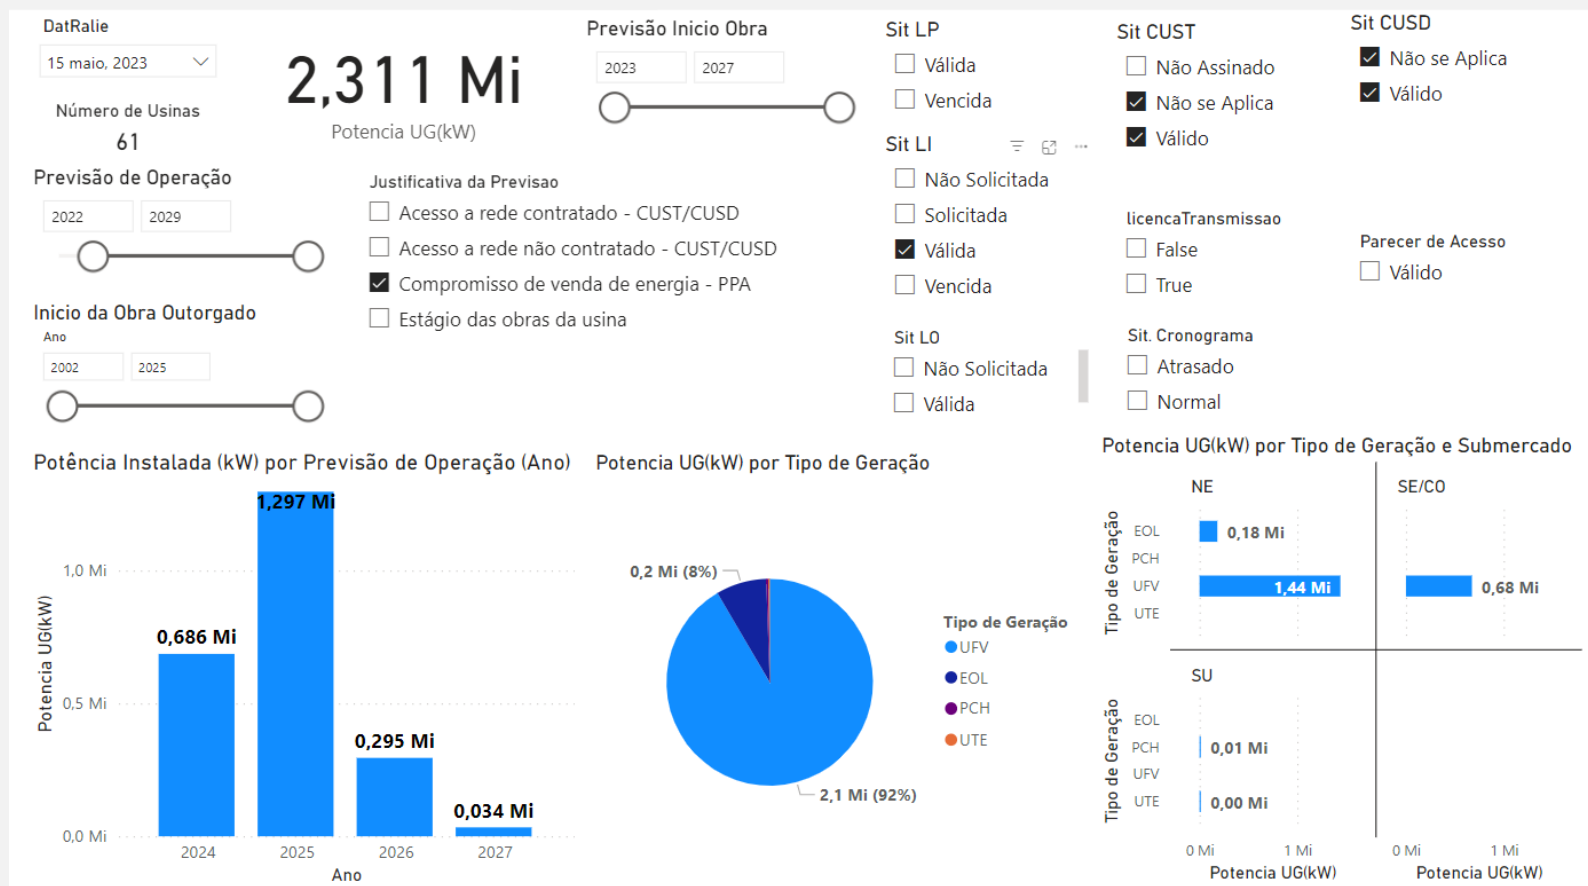 DatRalie
15 maio, 2023
Número de Usinas
61
2,311 Mi
Potencia UG(kW)
Previsão Inicio Obra
2023 2027
Previsão de Operação
2022 2029
Inicio da Obra Outorgado
Ano
2002 2025
Justificativa da Previsao
Acesso a rede contratado - CUST/CUSD
Acesso a rede não contratado - CUST/CUSD
Compromisso de venda de energia - PPA
Estágio das obras da usina
Sit LP
Válida
Vencida
Sit LI
Não Solicitada
Solicitada
Válida
Vencida
Sit LO
Não Solicitada
Válida
Sit CUST
Não Assinado
Não se Aplica
Válido
licencaTransmissao
False
True
Sit. Cronograma
Atrasado
Normal
Sit CUSD
Não se Aplica
Válido
Parecer de Acesso
Válido
Potência Instalada (kW) por Previsão de Operação (Ano)
Potencia UG(kW)
1,0 Mi
0,5 Mi
0,0 Mi
0,686 Mi
1,297 Mi
0,295 Mi
0,034 Mi
2024 2025 2026 2027
Ano
Potencia UG(kW) por Tipo de Geração
0,2 Mi (8%)
2,1 Mi (92%)
Tipo de Geração
UFV
EOL
PCH
UTE
Potencia UG(kW) por Tipo de Geração e Submercado
NE
SE/CO
Tipo de Geração
EOL 0,18 Mi
PCH
UFV 1,44 Mi 0,68 Mi
UTE
SU
Tipo de Geração
EOL
PCH 0,01 Mi
UFV
UTE 0,00 Mi
0 Mi 1 Mi 0 Mi 1 Mi
Potencia UG(kW) Potencia UG(kW)